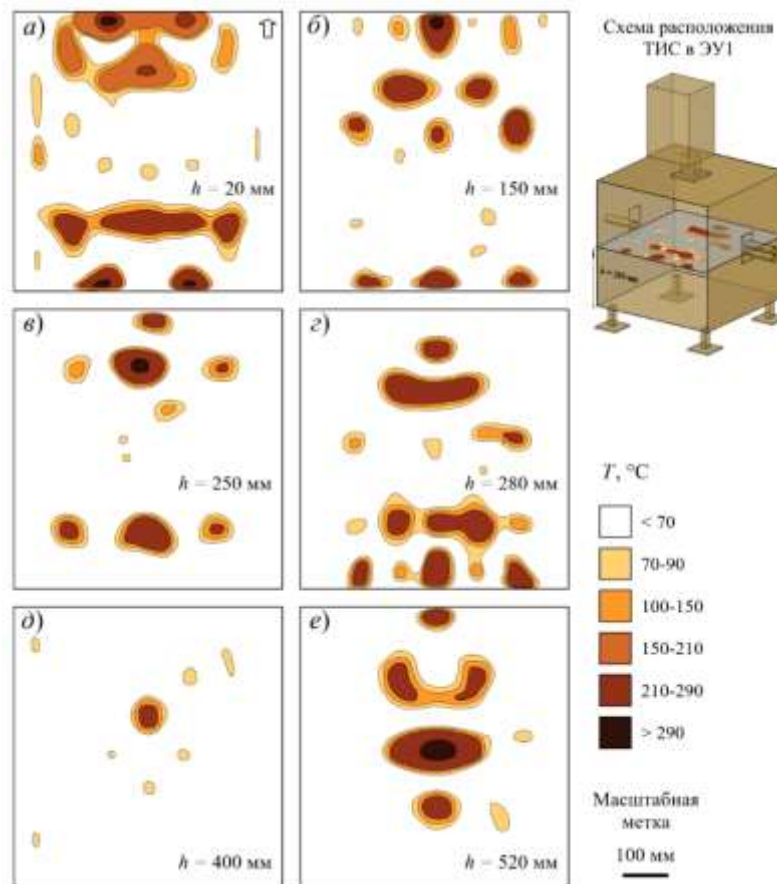 а)
h = 20 мм
б)
h = 150 мм
Схема расположения
ТИС в ЭУ1
в)
h = 250 мм
г)
h = 280 мм
T, °C
< 70
70-90
100-150
150-210
210-290
> 290
д)
h = 400 мм
е)
h = 520 мм
Масштабная
метка
100 мм